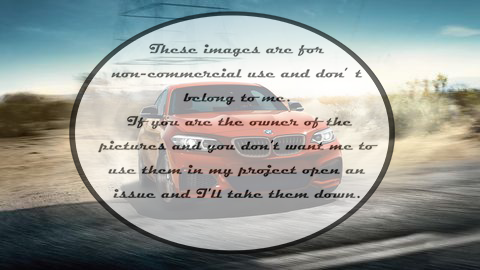 These images are for
non-commercial use and don't
belong to me.
If you are the owner of the
pictures and you don't want me to
use them in my project open an
issue and I'll take them down.